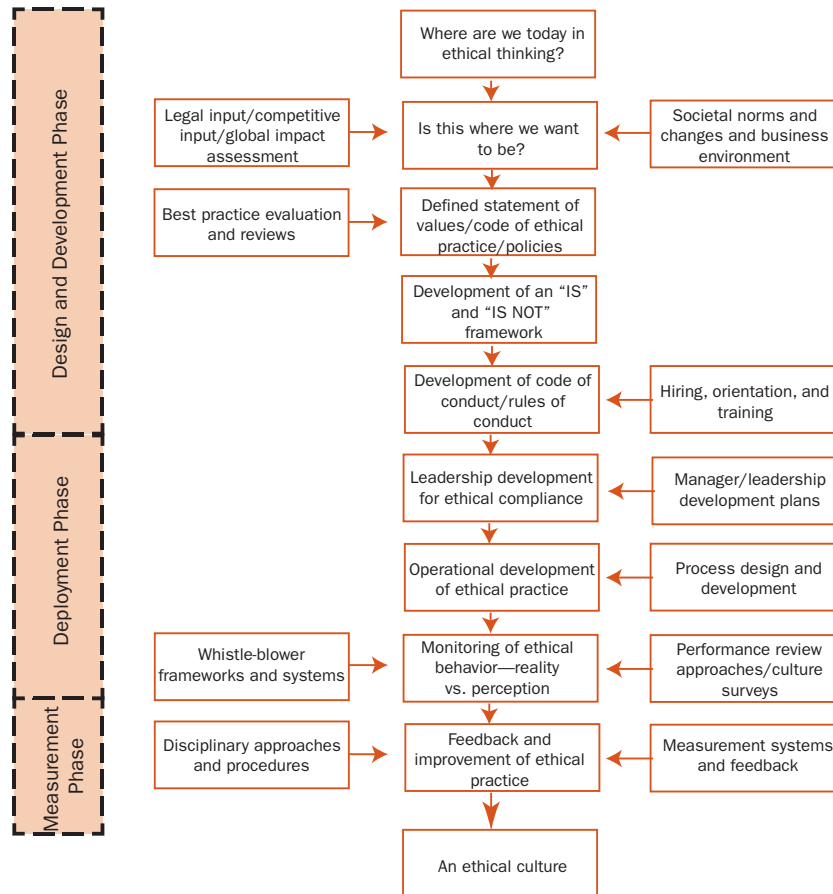 Design and Development Phase
Deployment Phase
Measurement
Phase
Where are we today in
ethical thinking?
Legal input/competitive
input/global impact
assessment
Is this where we want
to be?
Societal norms and
changes and business
environment
Best practice evaluation
and reviews
Defined statement of
values/code of ethical
practice/policies
Development of an “IS”
and “IS NOT”
framework
Development of code of
conduct/rules of
conduct
Hiring, orientation, and
training
Leadership development
for ethical compliance
Manager/leadership
development plans
Operational development
of ethical practice
Process design and
development
Whistle-blower
frameworks and systems
Monitoring of ethical
behavior—reality
vs. perception
Performance review
approaches/culture
surveys
Disciplinary approaches
and procedures
Feedback and
improvement of ethical
practice
Measurement systems
and feedback
An ethical culture